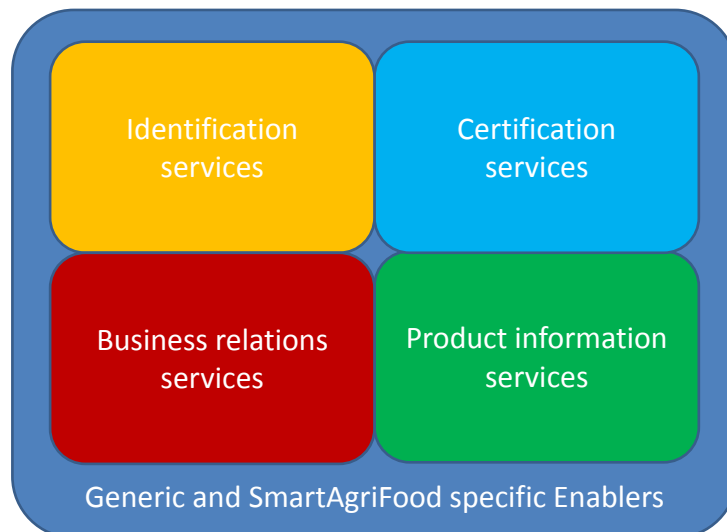 Identification
services
Certification
services
Business relations
services
Product information
services
Generic and SmartAgriFood specific Enablers